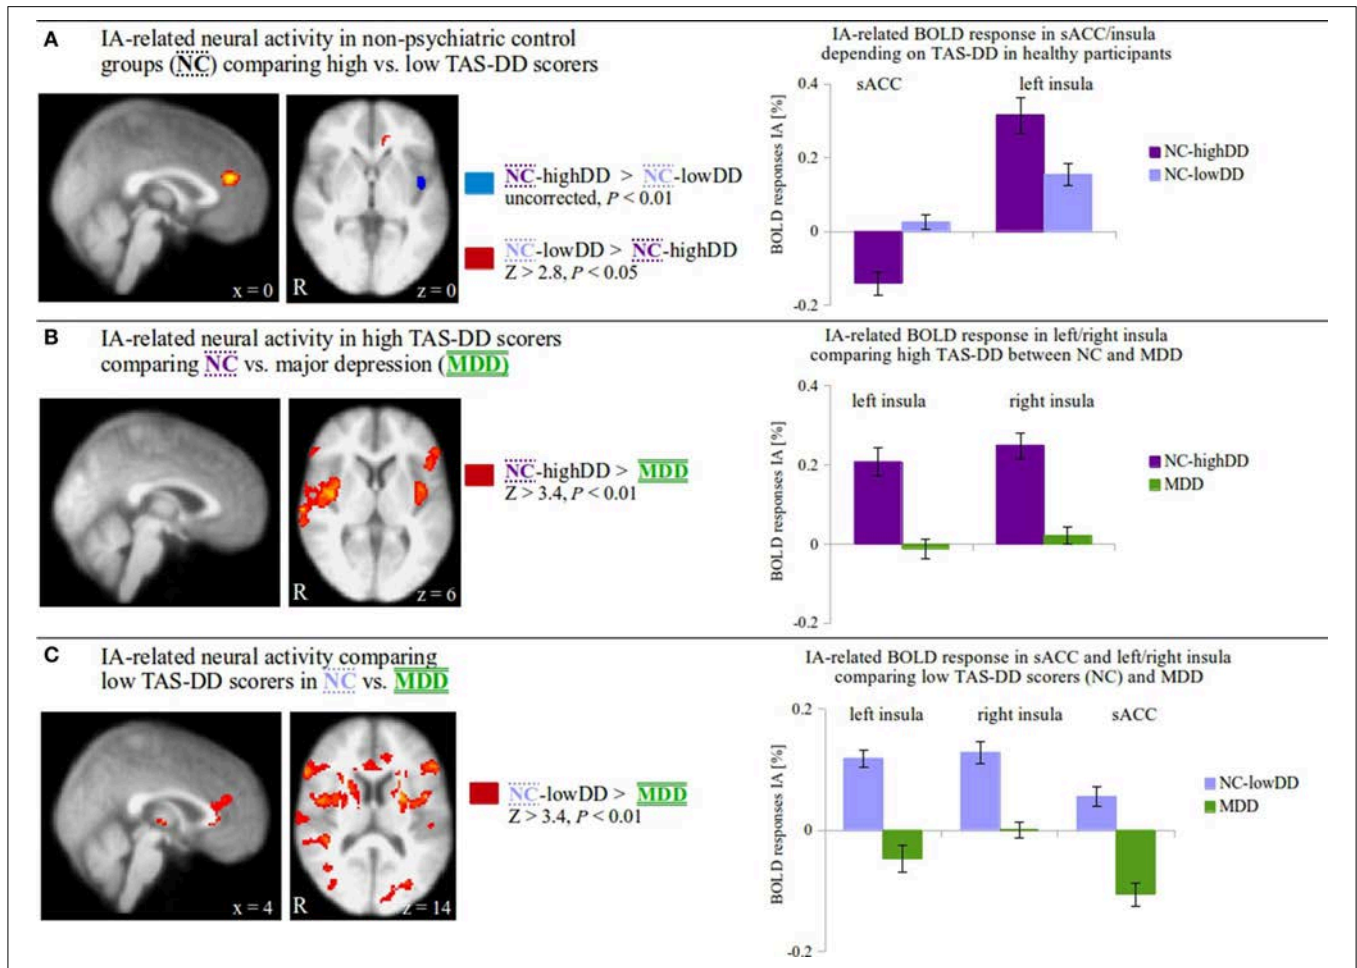 A IA-related neural activity in non-psychiatric control
groups (NC) comparing high vs. low TAS-DD scorers
x = 0
R
z = 0
NC-highDD > NC-lowDD
uncorrected, P < 0.01
NC-lowDD > NC-highDD
Z > 2.8, P < 0.05
IA-related BOLD response in sACC/insula
depending on TAS-DD in healthy participants
BOLD responses IA [%]
0.4
0.2
0
-0.2
sACC
left insula
NC-highDD
NC-lowDD
B IA-related neural activity in high TAS-DD scorers
comparing NC vs. major depression (MDD)
R
z = 6
NC-highDD > MDD
Z > 3.4, P < 0.01
IA-related BOLD response in left/right insula
comparing high TAS-DD between NC and MDD
BOLD responses IA [%]
0.4
0.2
0
-0.2
left insula
right insula
NC-highDD
MDD
C IA-related neural activity comparing
low TAS-DD scorers in NC vs. MDD
x = 4
R
z = 14
NC-lowDD > MDD
Z > 3.4, P < 0.01
IA-related BOLD response in sACC and left/right insula
comparing low TAS-DD scorers (NC) and MDD
BOLD responses IA [%]
0.2
0
-0.2
left insula
right insula
sACC
NC-lowDD
MDD